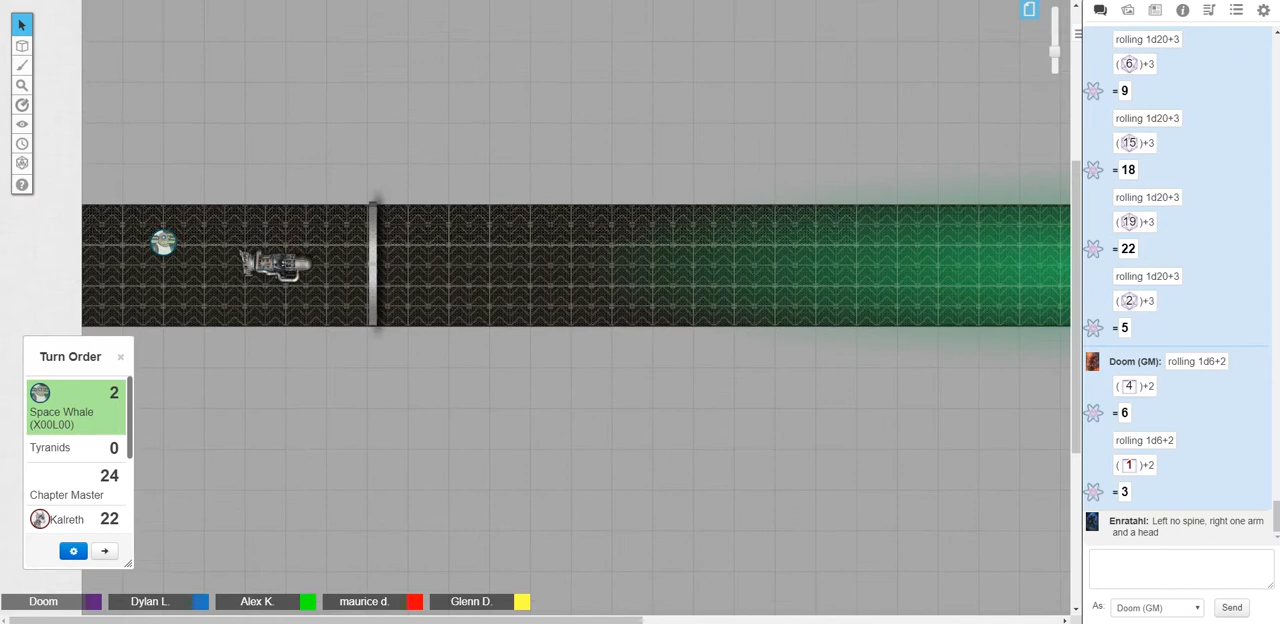 rolling 1d20+3
( 6 )+3
= 9
rolling 1d20+3
( 15 )+3
= 18
rolling 1d20+3
( 19 )+3
= 22
rolling 1d20+3
( 2 )+3
= 5
Doom (GM): rolling 1d6+2
( 4 )+2
= 6
rolling 1d6+2
( 1 )+2
= 3
Enratahl: Left no spine, right one arm
and a head
As: Doom (GM) Send
Turn Order ×
2
Space Whale
(X00L00)
Tyranids 0
24
Chapter Master
Kalreth 22
Doom Dylan L. Alex K. maurice d. Glenn D.